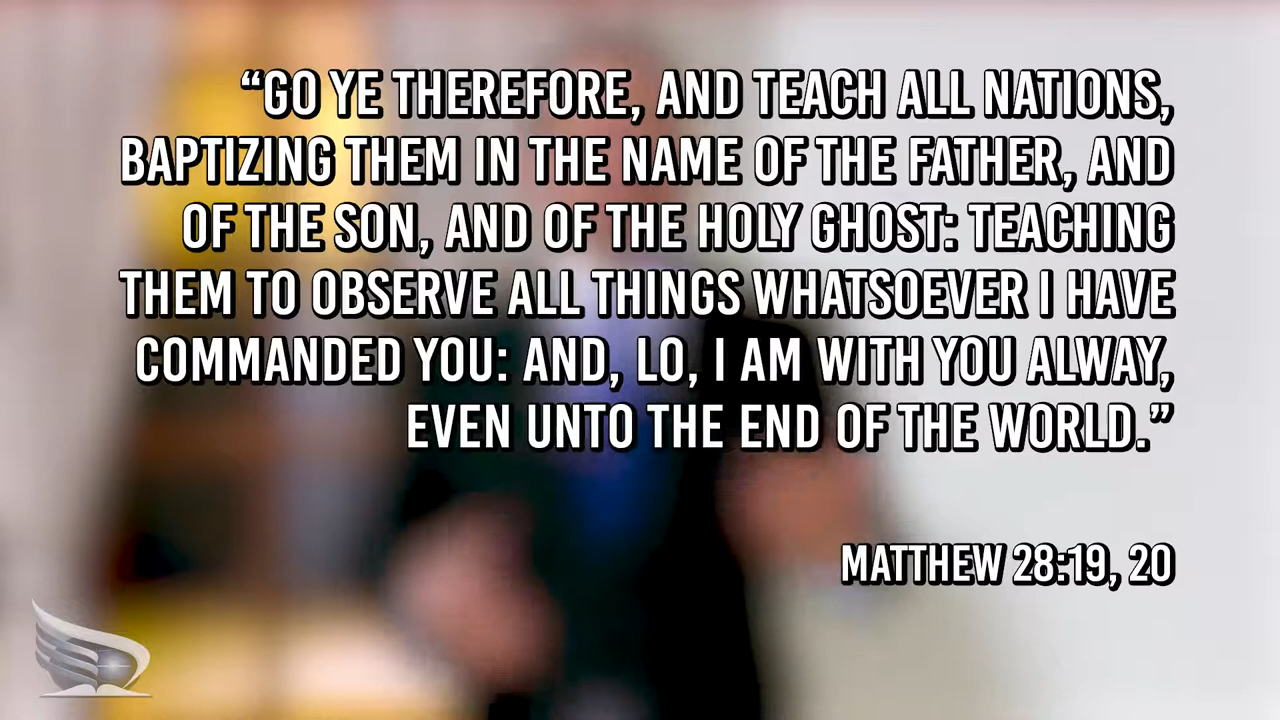 “GO YE THEREFORE, AND TEACH ALL NATIONS,
BAPTIZING THEM IN THE NAME OF THE FATHER, AND
OF THE SON, AND OF THE HOLY GHOST: TEACHING
THEM TO OBSERVE ALL THINGS WHATSOEVER I HAVE
COMMANDED YOU: AND, LO, I AM WITH YOU ALWAY,
EVEN UNTO THE END OF THE WORLD.”
MATTHEW 28:19, 20